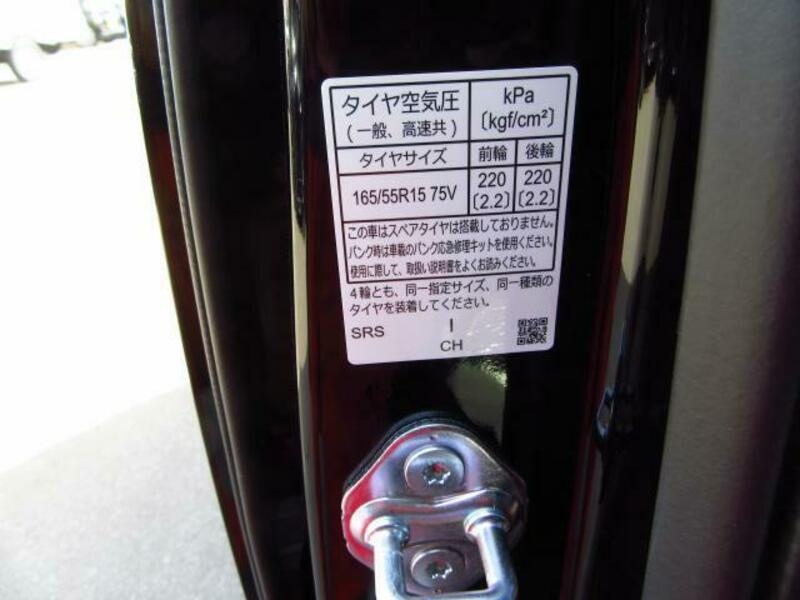 タイヤ空気圧
(一般、高速共)
kPa
〔kgf/cm²〕
タイヤサイズ 前輪 後輪
165/55R15 75V 220 220
〔2.2〕 〔2.2〕
この車はスペアタイヤは搭載しておりません。
パンク時は車載のパンク応急修理キットを使用ください。
使用に際して、取扱い説明書をよくお読みください。
4輪とも、同一指定サイズ、同一種類の
タイヤを装着してください。
SRS I
CH